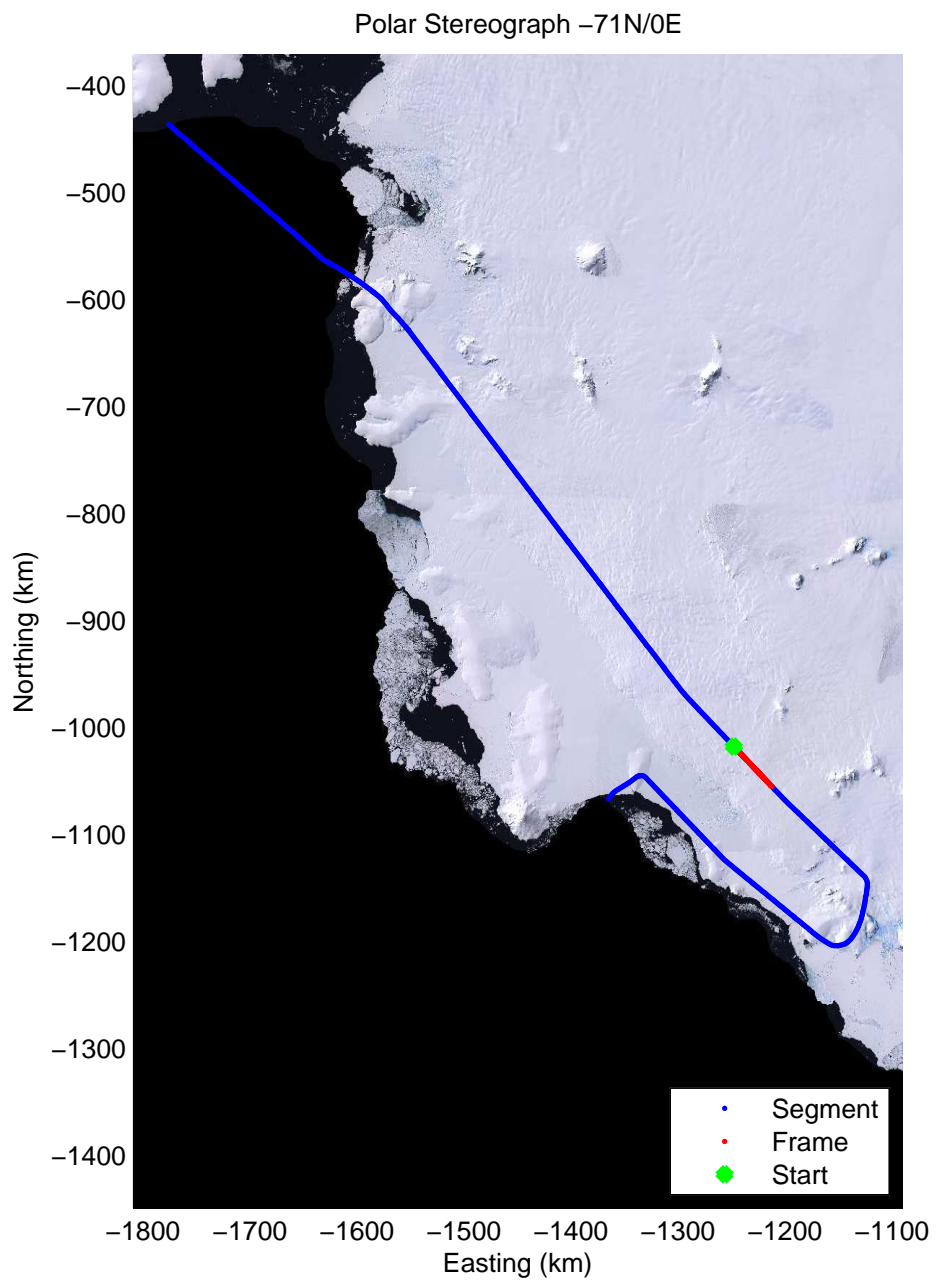 Polar Stereograph −71N/0E
−400
−500
−600
−700
−800
−900
−1000
−1100
−1200
−1300
−1400
Northing (km)
Segment
Frame
Start
−1800 −1700 −1600 −1500 −1400 −1300 −1200 −1100
Easting (km)